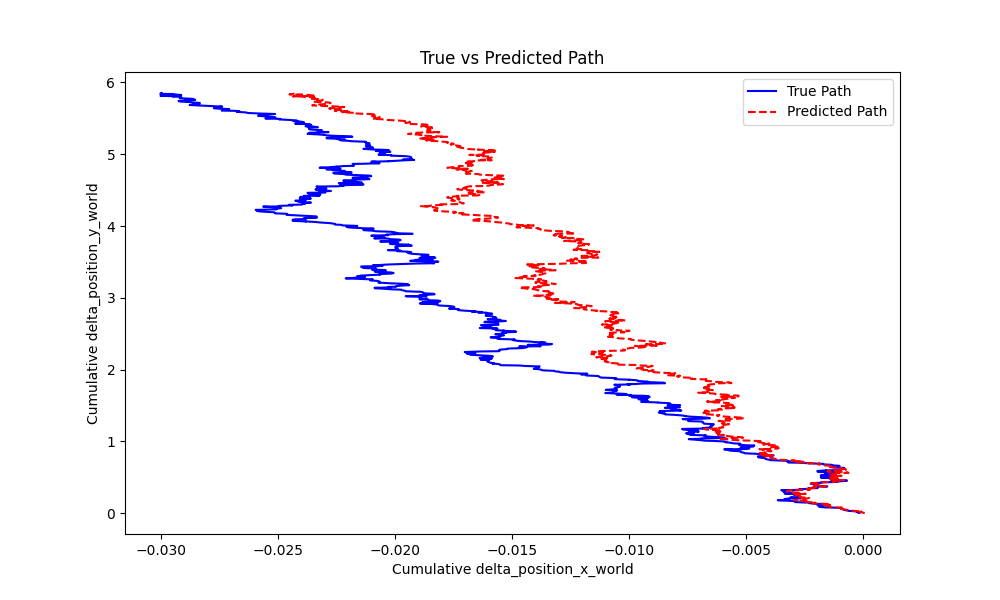 True vs Predicted Path
True Path
Predicted Path
6
5
4
3
2
1
0
Cumulative delta_position_y_world
−0.030 −0.025 −0.020 −0.015 −0.010 −0.005 0.000
Cumulative delta_position_x_world